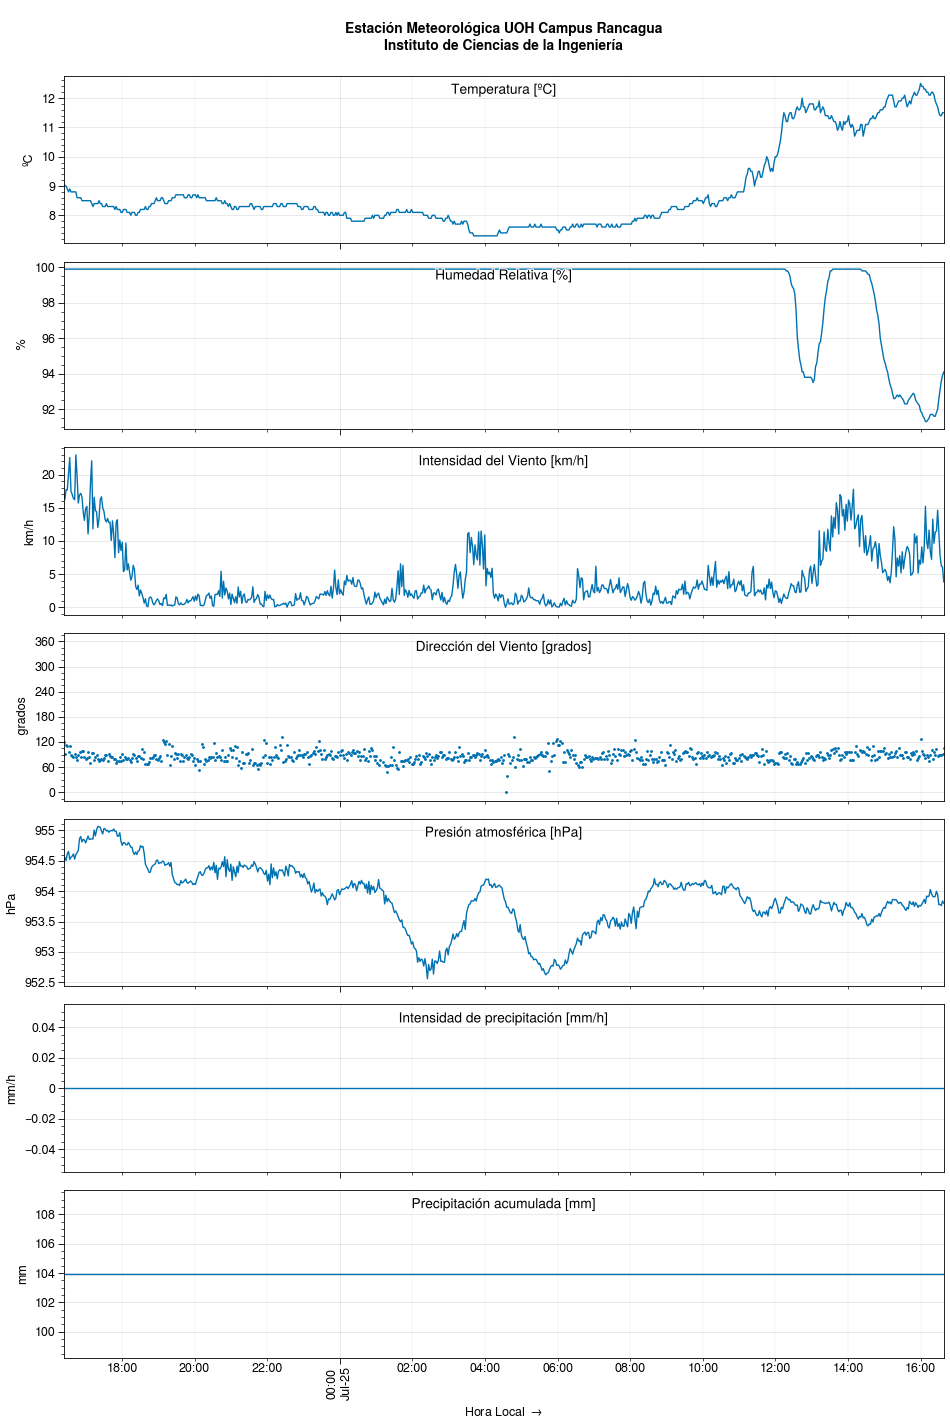 Estación Meteorológica UOH Campus Rancagua
Instituto de Ciencias de la Ingeniería
Temperatura [ºC]
ºC
12
11
10
9
8
Humedad Relativa [%]
%
100
98
96
94
92
Intensidad del Viento [km/h]
km/h
20
15
10
5
0
Dirección del Viento [grados]
grados
360
300
240
180
120
60
0
Presión atmosférica [hPa]
hPa
955
954.5
954
953.5
953
952.5
Intensidad de precipitación [mm/h]
mm/h
0.04
0.02
0
−0.02
−0.04
Precipitación acumulada [mm]
mm
108
106
104
102
100
18:00 20:00 22:00 00:00 02:00 04:00 06:00 08:00 10:00 12:00 14:00 16:00
Jul-25
Hora Local →